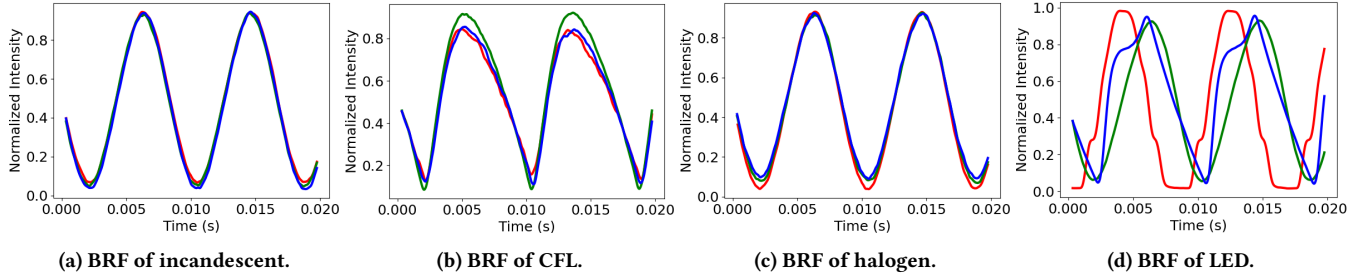 Normalized Intensity
0.8
0.6
0.4
0.2
0.0
0.000 0.005 0.010 0.015 0.020
Time (s)
(a) BRF of incandescent.
Normalized Intensity
0.8
0.6
0.4
0.2
0.000 0.005 0.010 0.015 0.020
Time (s)
(b) BRF of CFL.
Normalized Intensity
0.8
0.6
0.4
0.2
0.0
0.000 0.005 0.010 0.015 0.020
Time (s)
(c) BRF of halogen.
Normalized Intensity
1.0
0.8
0.6
0.4
0.2
0.0
0.000 0.005 0.010 0.015 0.020
Time (s)
(d) BRF of LED.